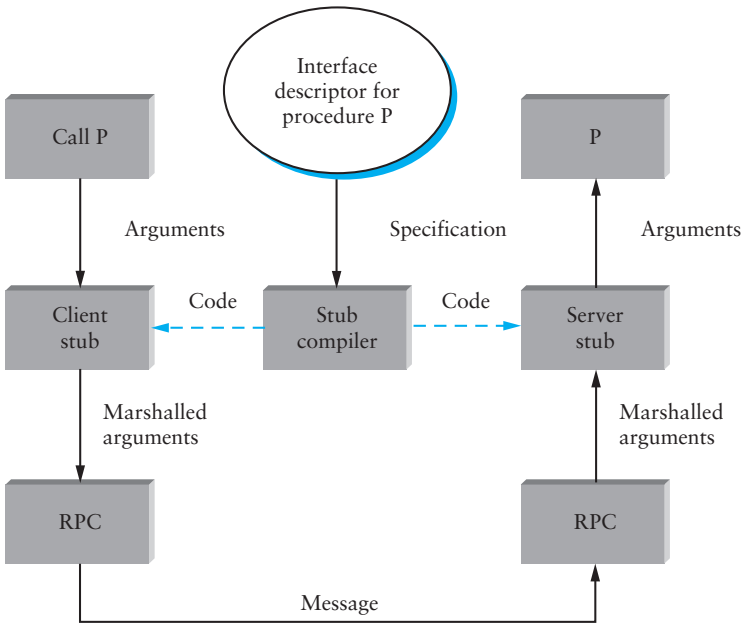 Interface
descriptor for
procedure P
Call P
P
Arguments
Specification
Arguments
Client
stub
Code
Stub
compiler
Code
Server
stub
Marshalled
arguments
Marshalled
arguments
RPC
RPC
Message